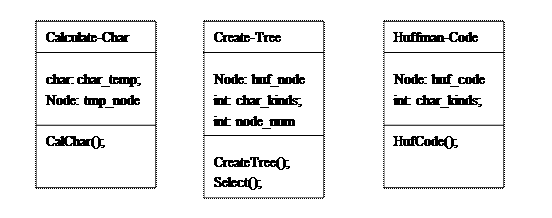 Calculate-Char
char: char_temp;
Node: tmp_node
CalChar();
Create-Tree
Node: huf_node
int: char_kinds;
int: node_num
CreateTree();
Select();
Huffman-Code
Node: huf_code
int: char_kinds;
HufCode();